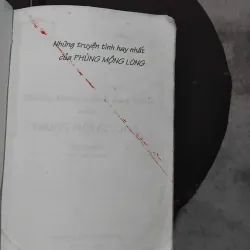 Những truyện tình hay nhất
của PHÙNG MỘNG LONG